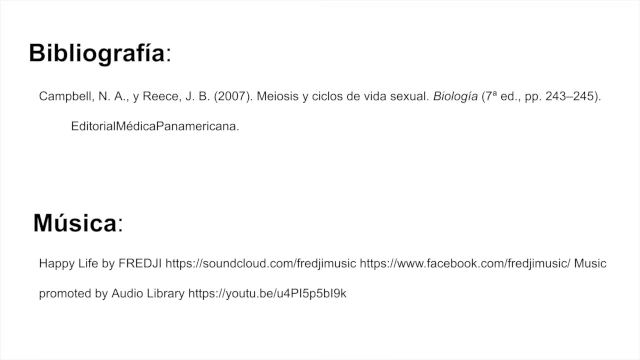 Bibliografía:
Campbell, N. A., y Reece, J. B. (2007). Meiosis y ciclos de vida sexual. Biología (7ª ed., pp. 243–245).
EditorialMédicaPanamericana.
Música:
Happy Life by FREDJI https://soundcloud.com/fredjimusic https://www.facebook.com/fredjimusic/ Music
promoted by Audio Library https://youtu.be/u4PI5p5bI9k